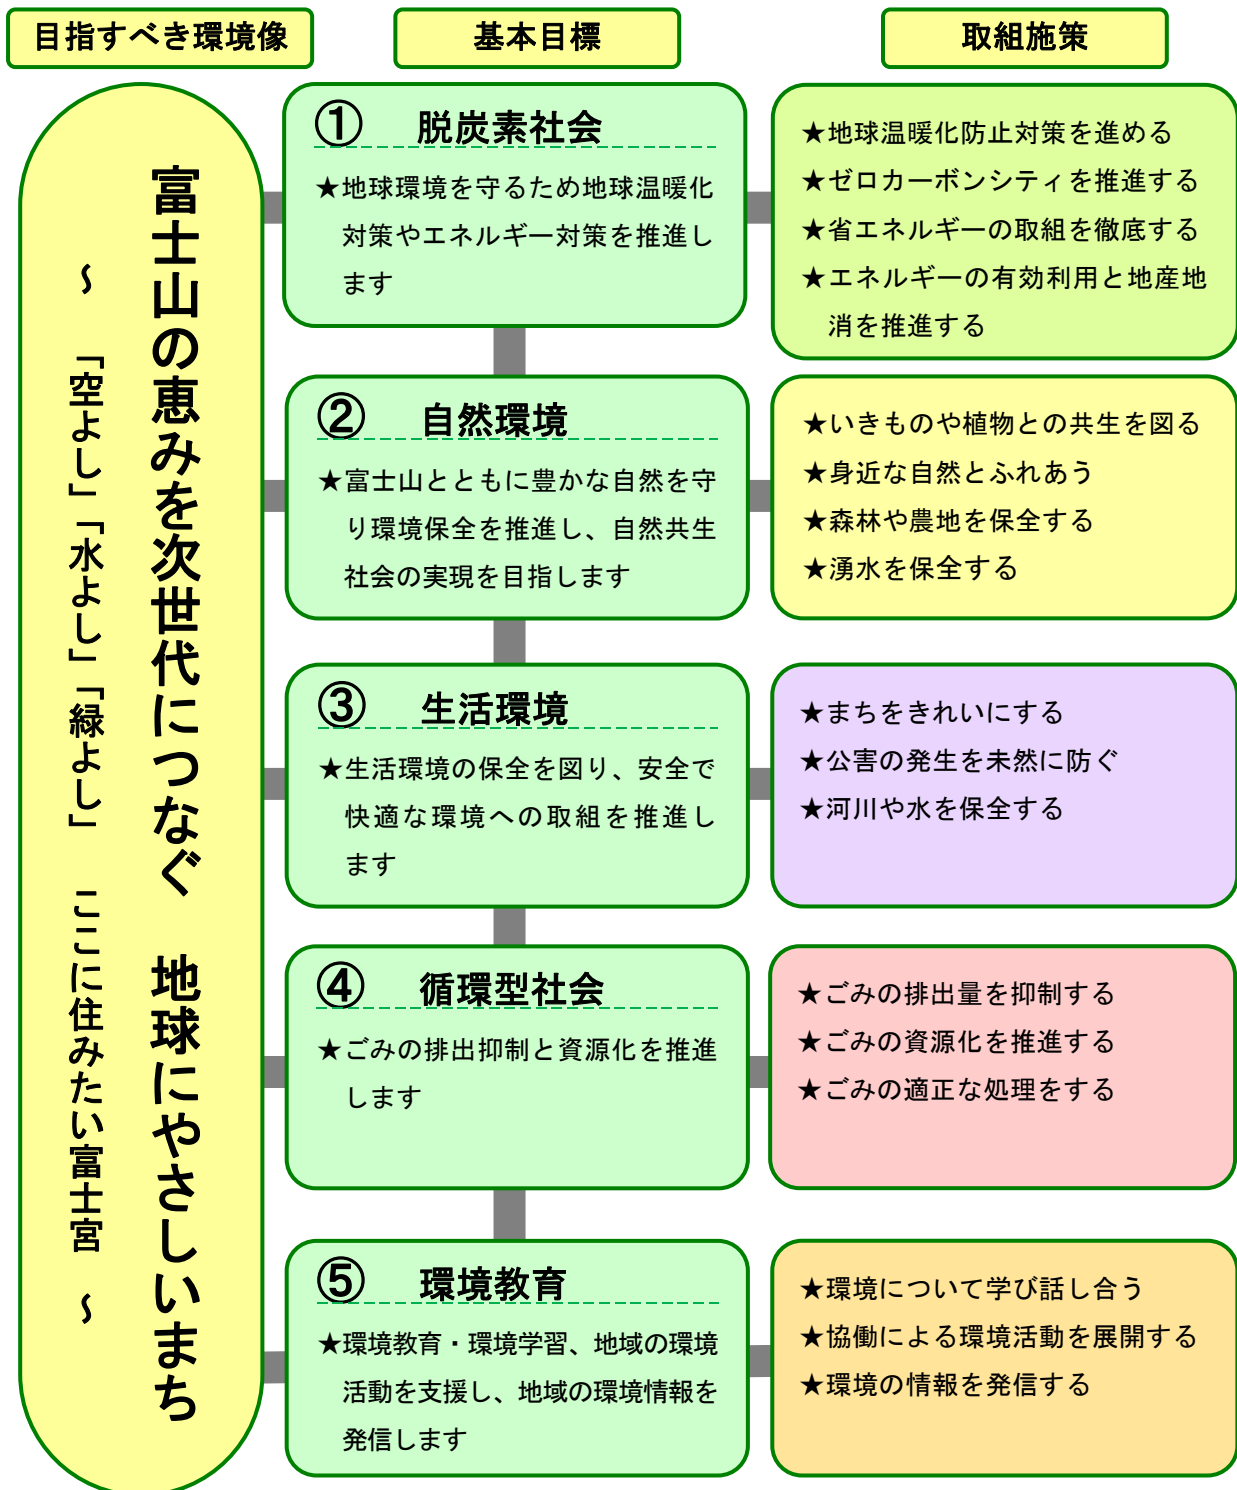 目指すべき環境像
基本目標
取組施策
富士山の恵みを次世代につなぐ　地球にやさしいまち
～　「空よし」「水よし」「緑よし」　ここに住みたい富士宮　～
① 脱炭素社会
★地球環境を守るため地球温暖化
対策やエネルギー対策を推進し
ます
★地球温暖化防止対策を進める
★ゼロカーボンシティを推進する
★省エネルギーの取組を徹底する
★エネルギーの有効利用と地産地
消を推進する
② 自然環境
★富士山とともに豊かな自然を守
り環境保全を推進し、自然共生
社会の実現を目指します
★いきものや植物との共生を図る
★身近な自然とふれあう
★森林や農地を保全する
★湧水を保全する
③ 生活環境
★生活環境の保全を図り、安全で
快適な環境への取組を推進し
ます
★まちをきれいにする
★公害の発生を未然に防ぐ
★河川や水を保全する
④ 循環型社会
★ごみの排出抑制と資源化を推進
します
★ごみの排出量を抑制する
★ごみの資源化を推進する
★ごみの適正な処理をする
⑤ 環境教育
★環境教育・環境学習、地域の環境
活動を支援し、地域の環境情報を
発信します
★環境について学び話し合う
★協働による環境活動を展開する
★環境の情報を発信する